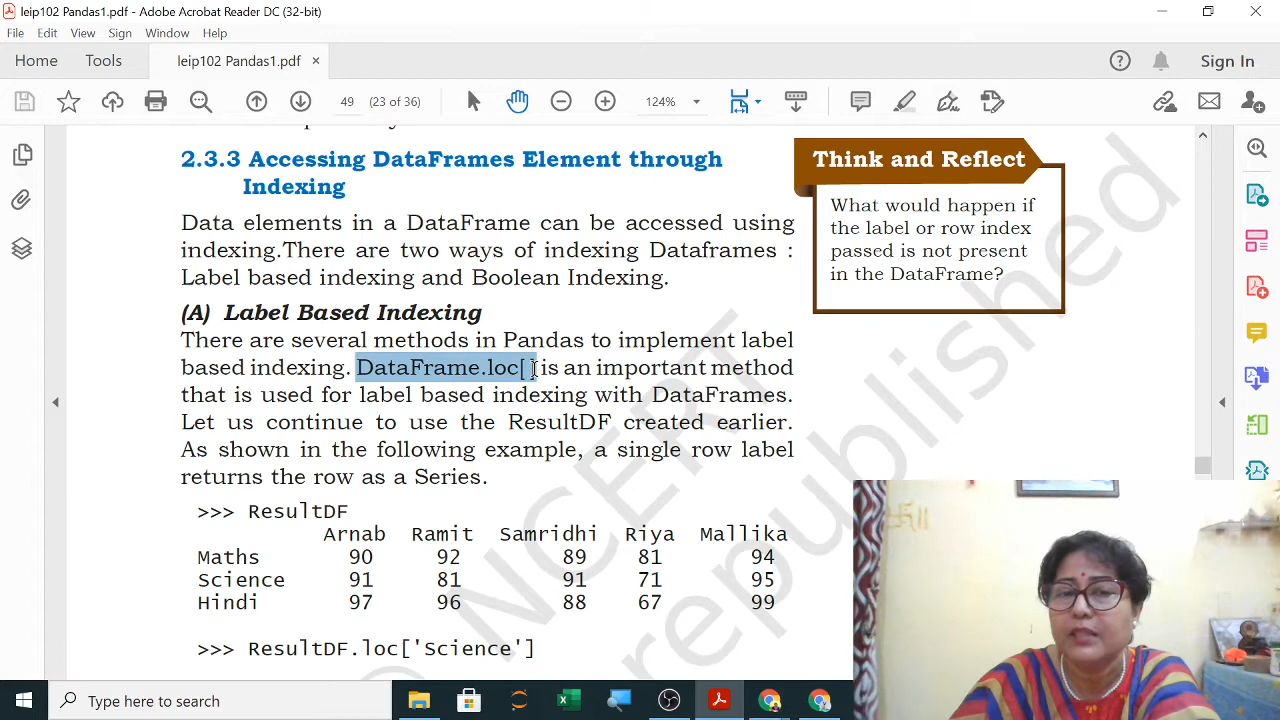 leip102 Pandas1.pdf - Adobe Acrobat Reader DC (32-bit)
File Edit View Sign Window Help
Home Tools leip102 Pandas1.pdf × Sign In
49 (23 of 36) 124%
2.3.3 Accessing DataFrames Element through
Indexing
Data elements in a DataFrame can be accessed using
indexing.There are two ways of indexing Dataframes :
Label based indexing and Boolean Indexing.
(A) Label Based Indexing
There are several methods in Pandas to implement label
based indexing. DataFrame.loc[ ] is an important method
that is used for label based indexing with DataFrames.
Let us continue to use the ResultDF created earlier.
As shown in the following example, a single row label
returns the row as a Series.
>>> ResultDF
Arnab Ramit Samridhi Riya Mallika
Maths 90 92 89 81 94
Science 91 81 91 71 95
Hindi 97 96 88 67 99
>>> ResultDF.loc['Science']
Think and Reflect
What would happen if
the label or row index
passed is not present
in the DataFrame?
© NCERT
republished
Type here to search